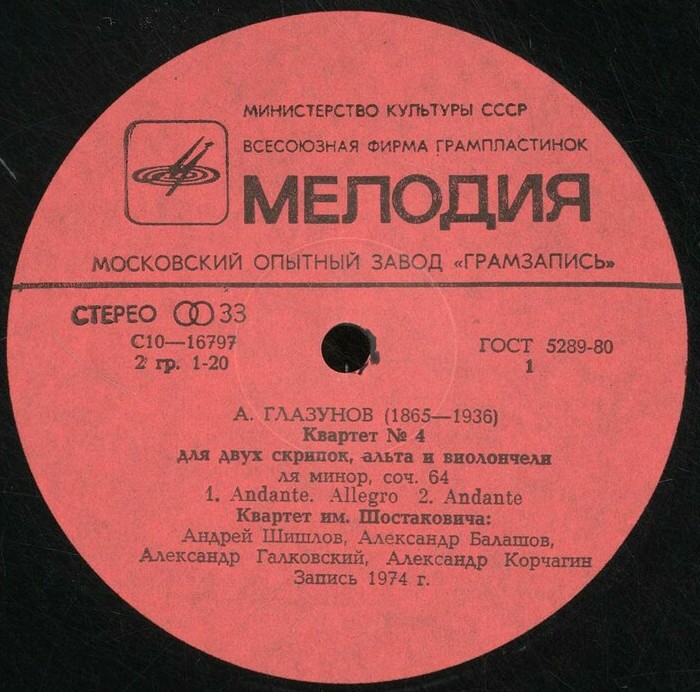 МИНИСТЕРСТВО КУЛЬТУРЫ СССР
ВСЕСОЮЗНАЯ ФИРМА ГРАМПЛАСТИНОК
МЕЛОДИЯ
МОСКОВСКИЙ ОПЫТНЫЙ ЗАВОД «ГРАМЗАПИСЬ»
СТЕРЕО 33
С10—16797
2 гр. 1-20
ГОСТ 5289-80
1
А. ГЛАЗУНОВ (1865—1936)
Квартет № 4
для двух скрипок, альта и виолончели
ля минор, соч. 64
1. Andante. Allegro 2. Andante
Квартет им. Шостаковича:
Андрей Шишлов, Александр Балашов,
Александр Галковский, Александр Корчагин
Запись 1974 г.